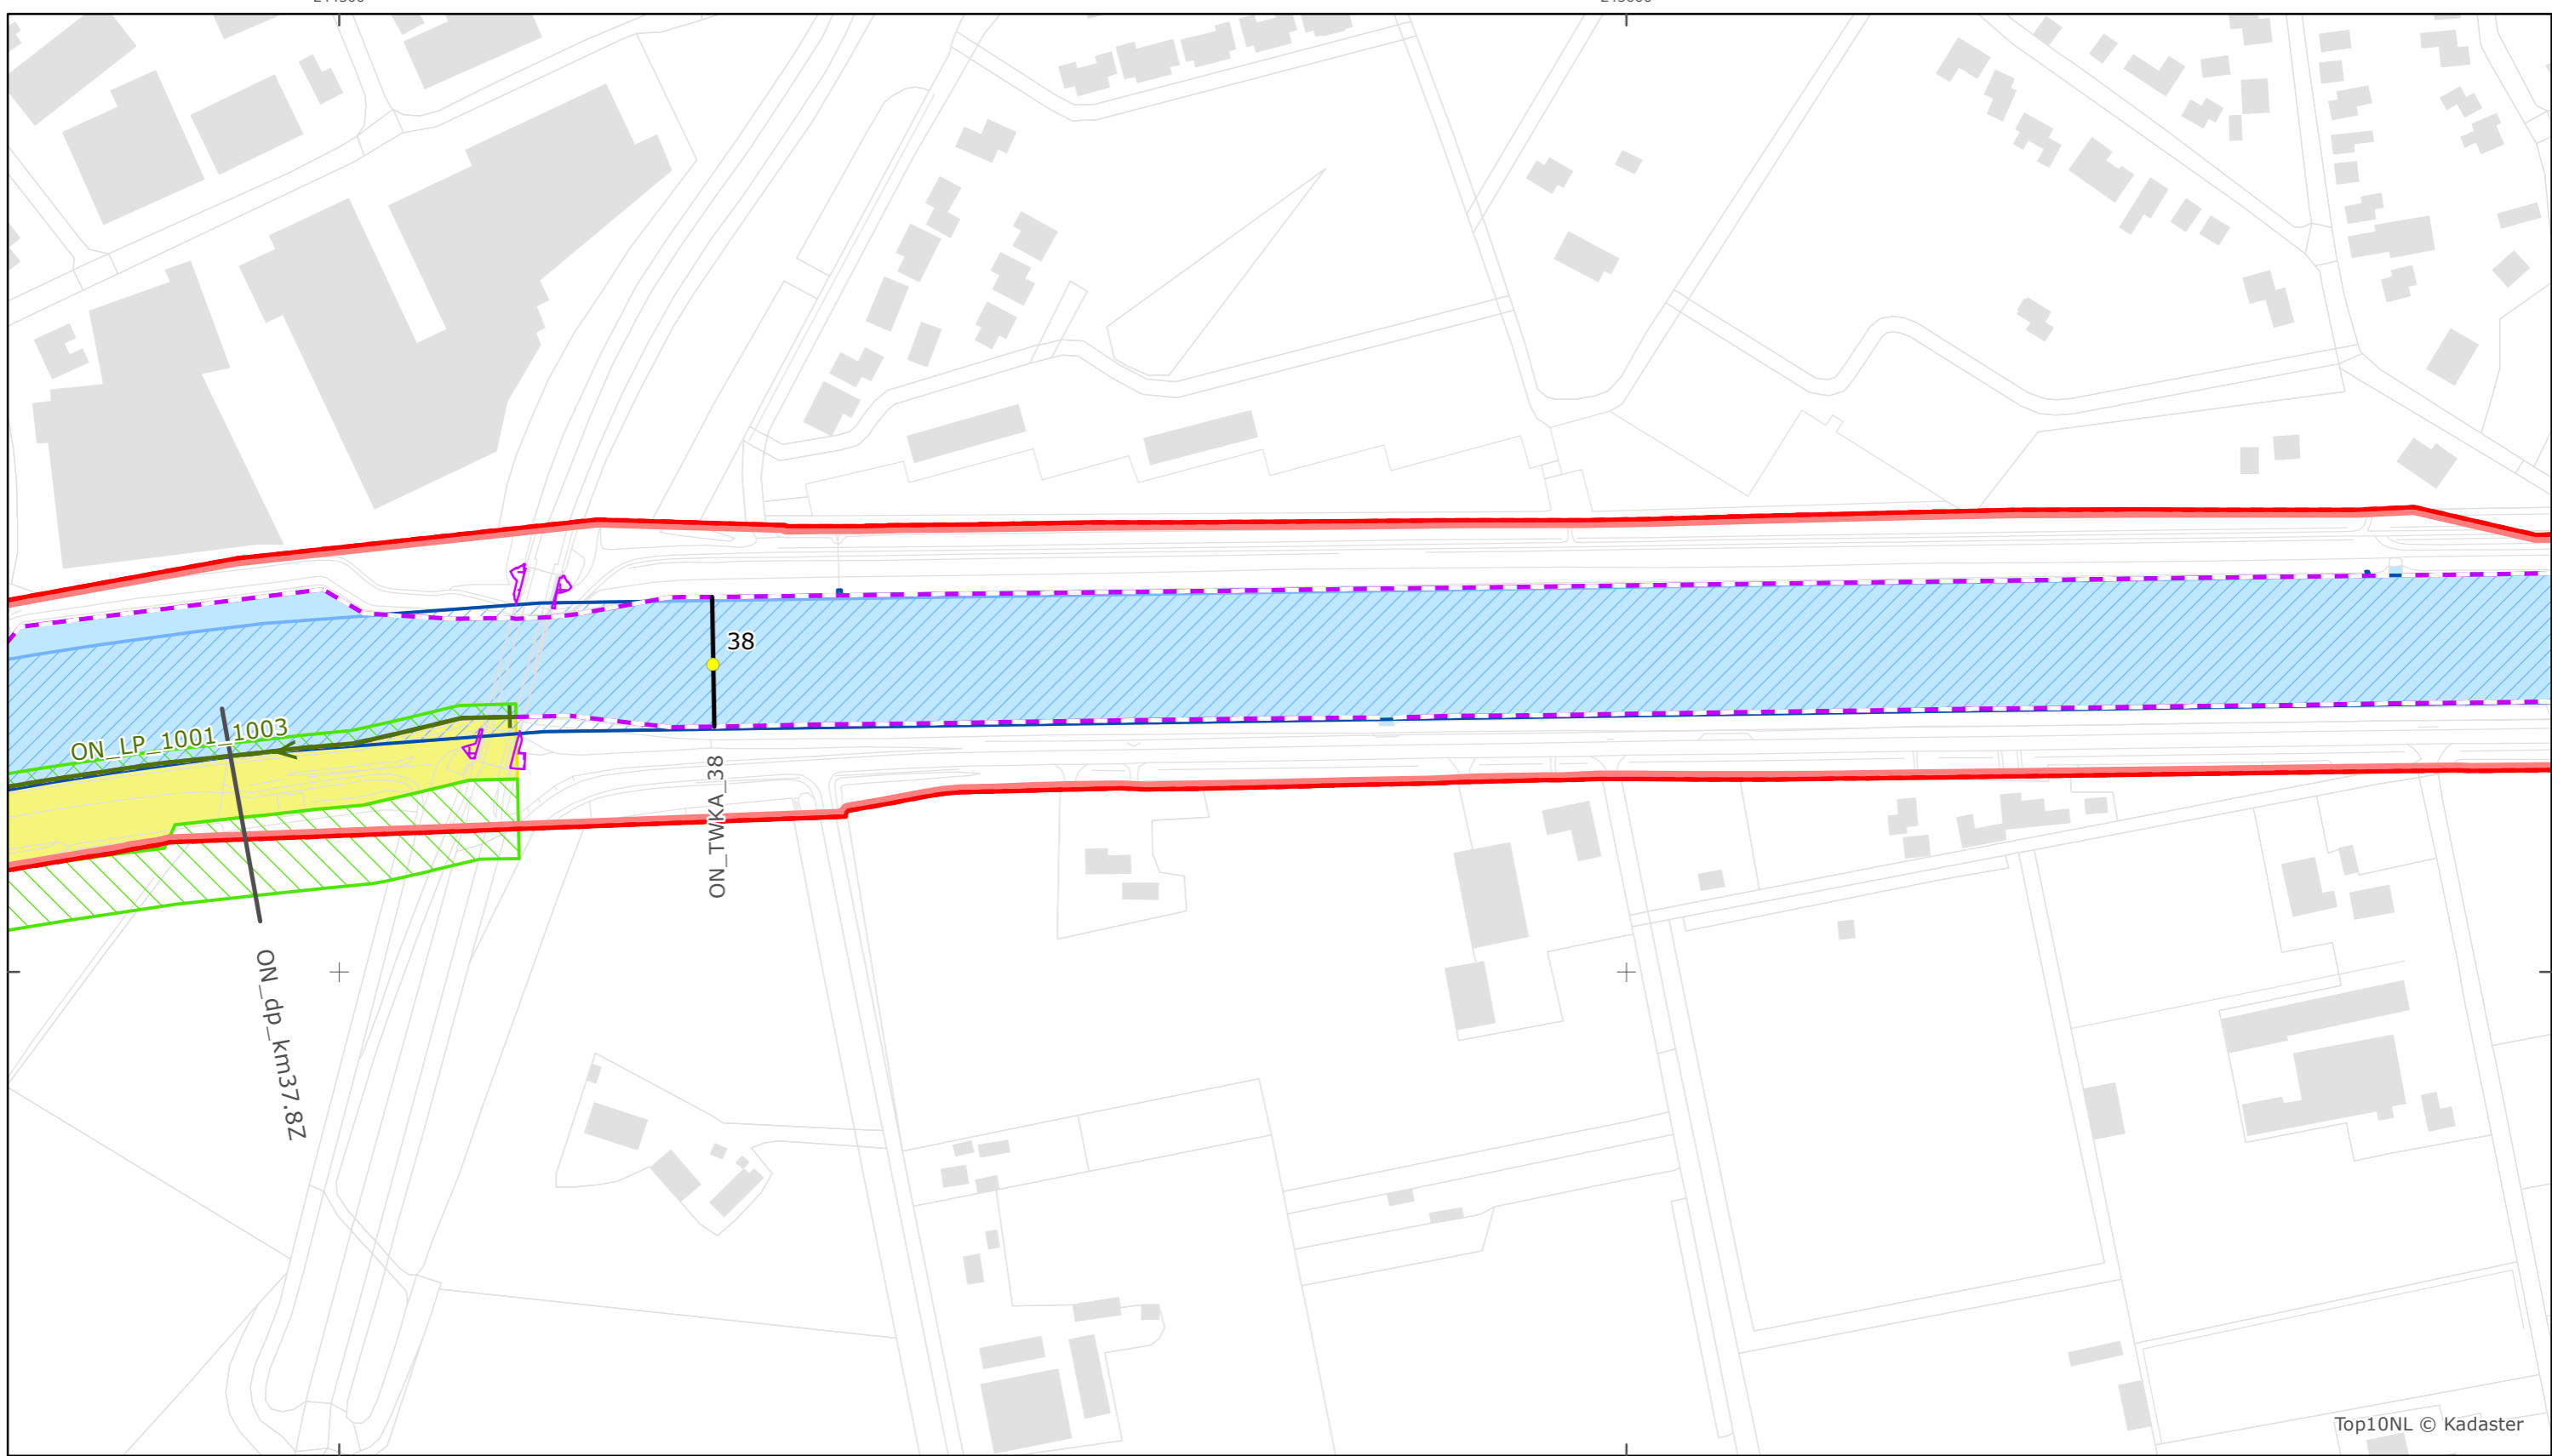 38
ON_LP_1001_1003
ON_TWKA_38
ON_dp_km37.8Z
Top10NL © Kadaster